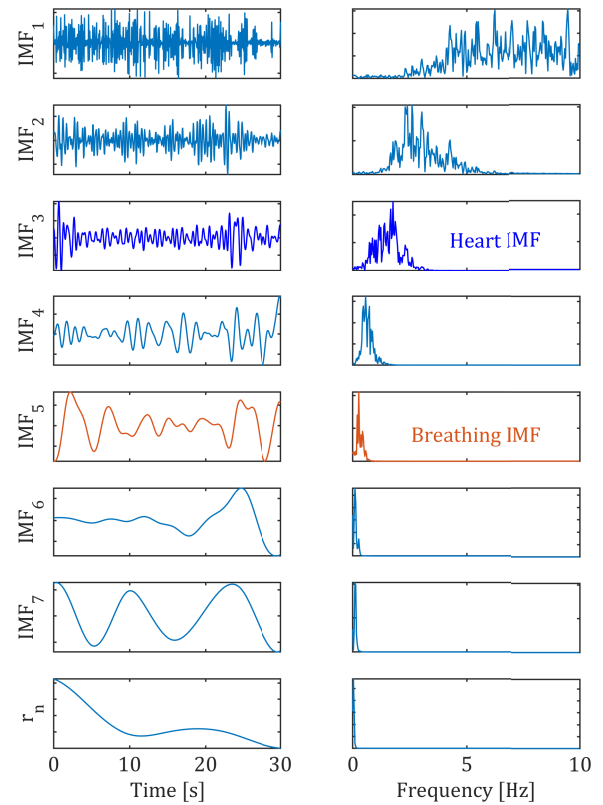 IMF1
IMF2
IMF3
Heart IMF
IMF4
IMF5
Breathing IMF
IMF6
IMF7
rn
0 10 20 30
0 5 10
Time [s]
Frequency [Hz]